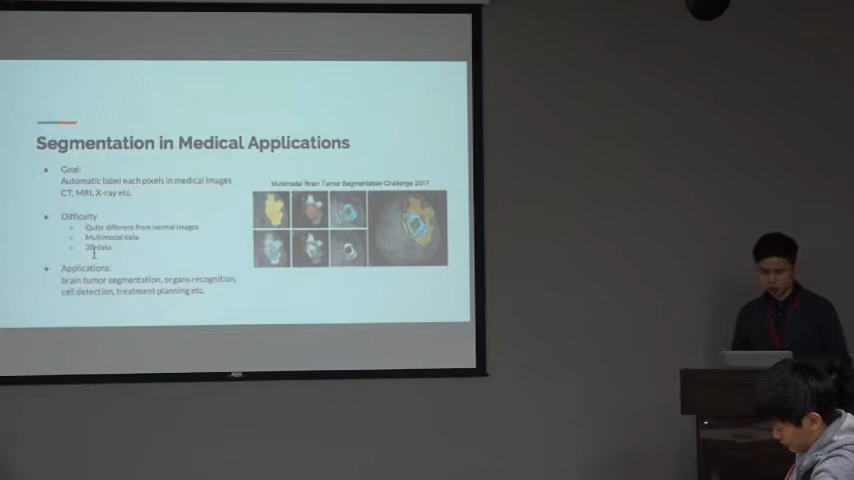 Segmentation in Medical Applications
Goal:
Automatic label each pixels in medical images
CT, MRI, X-ray etc.
Multimodal Brain Tumor Segmentation Challenge 2017
Difficulty
Quite different from normal images
Multimodal data
3D data
Applications:
brain tumor segmentation, organs recognition,
cell detection, treatment planning etc.